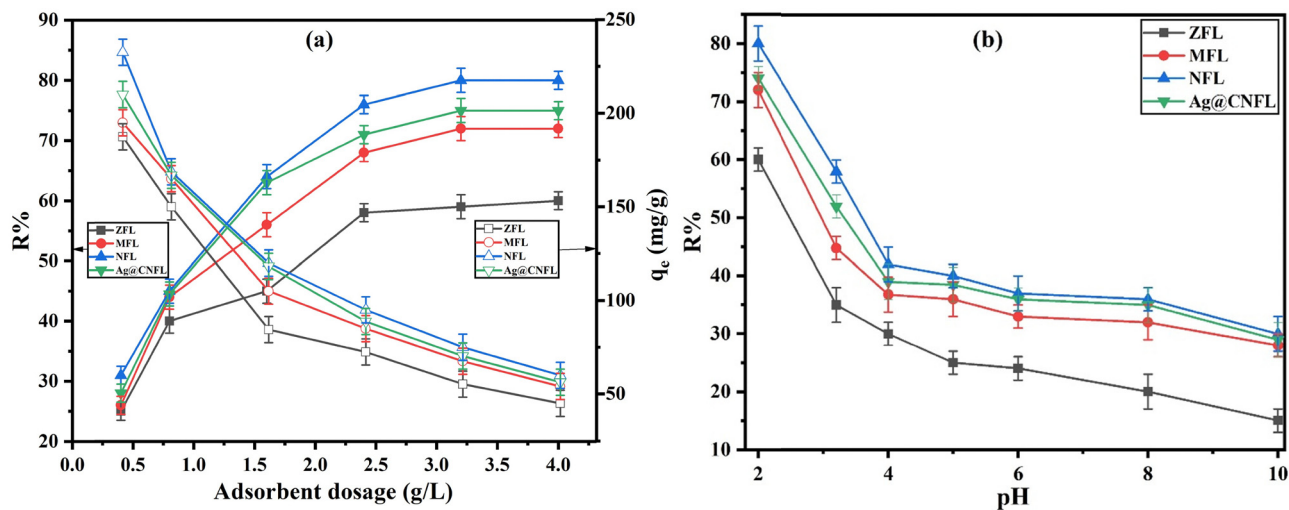 (a)
R%
90
80
70
60
50
40
30
20
ZFL
MFL
NFL
Ag@CNFL
ZFL
MFL
NFL
Ag@CNFL
250
200
150
100
50
qe (mg/g)
0.0 0.5 1.0 1.5 2.0 2.5 3.0 3.5 4.0
Adsorbent dosage (g/L)
(b)
R%
80
70
60
50
40
30
20
10
ZFL
MFL
NFL
Ag@CNFL
2 4 6 8 10
pH